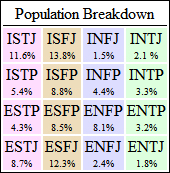 Population Breakdown
ISTJ ISFJ INFJ INTJ
11.6% 13.8% 1.5% 2.1 %
ISTP ISFP INFP INTP
5.4% 8.8% 4.4% 3.3%
ESTP ESFP ENFP ENTP
4.3% 8.5% 8.1% 3.2%
ESTJ ESFJ ENFJ ENTJ
8.7% 12.3% 2.4% 1.8%